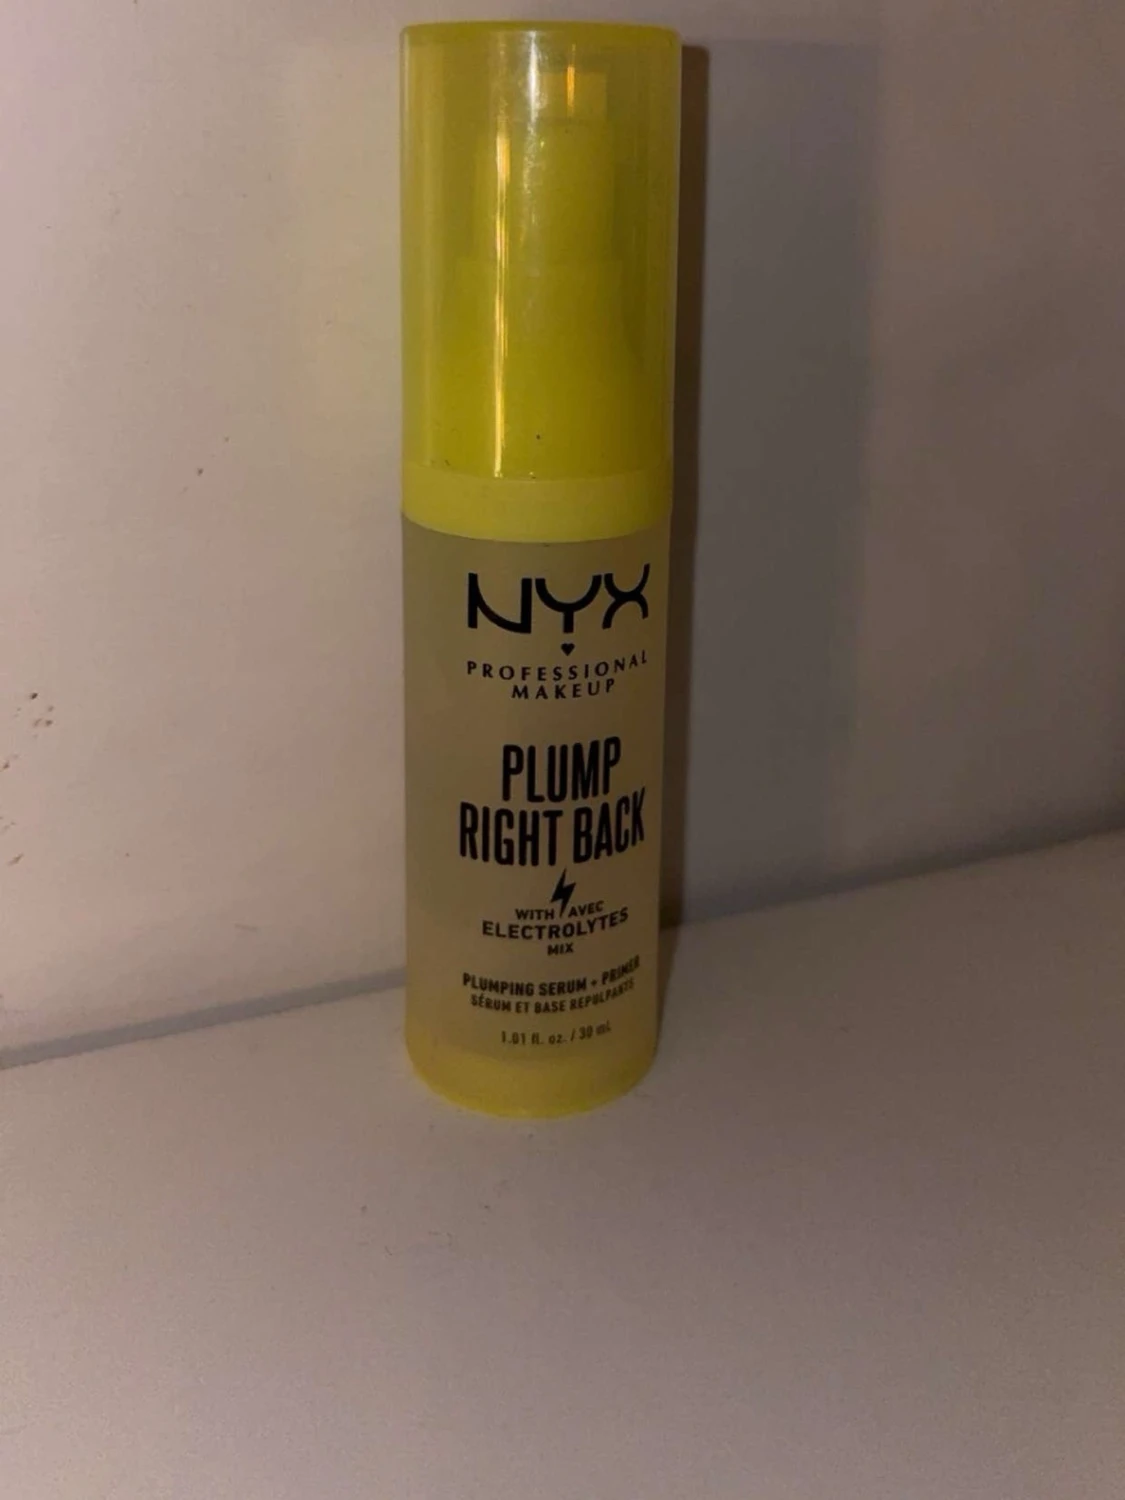 NYX
PROFESSIONAL
MAKEUP
PLUMP
RIGHT BACK
WITH AVEC
ELECTROLYTES
MIX
PLUMPING SERUM + PRIMER
SÉRUM ET BASE REPULPANTE
1.01 fl. oz. / 30 mL